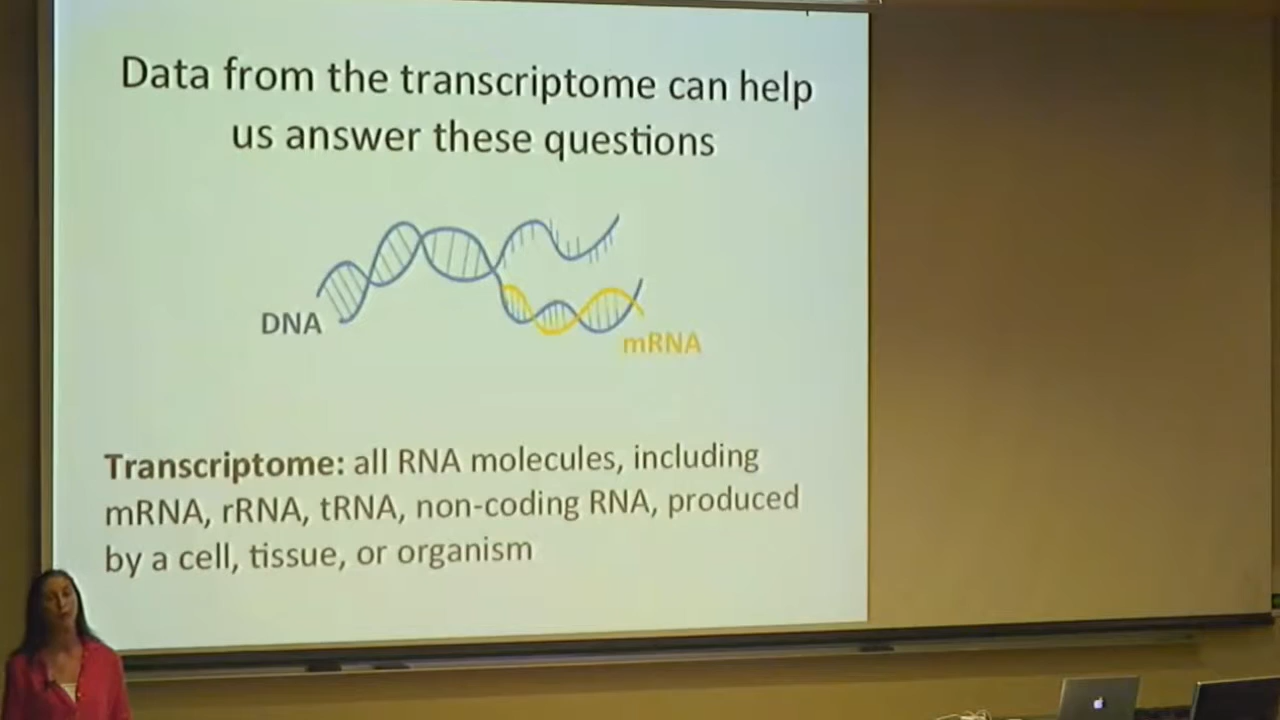 Data from the transcriptome can help
us answer these questions
DNA
mRNA
Transcriptome: all RNA molecules, including
mRNA, rRNA, tRNA, non-coding RNA, produced
by a cell, tissue, or organism